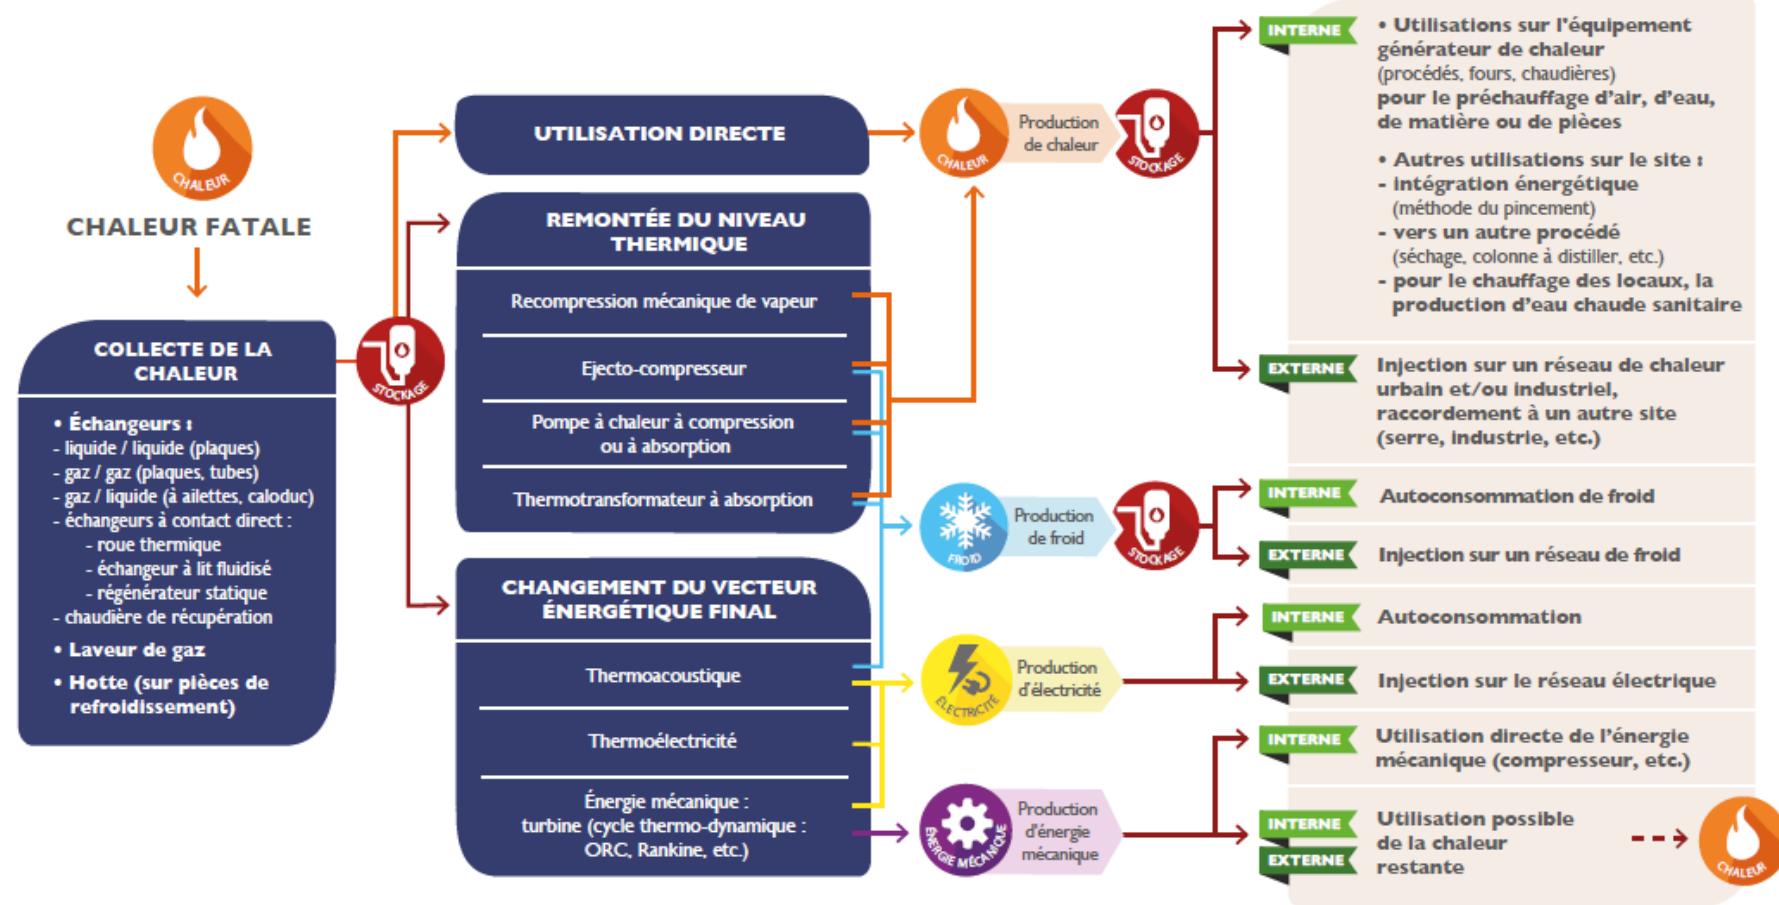 CHALEUR
CHALEUR FATALE
COLLECTE DE LA
CHALEUR
• Échangeurs :
- liquide / liquide (plaques)
- gaz / gaz (plaques, tubes)
- gaz / liquide (à ailettes, caloduc)
- échangeurs à contact direct :
- roue thermique
- échangeur à lit fluidisé
- régénérateur statique
- chaudière de récupération
• Laveur de gaz
• Hotte (sur pièces de
refroidissement)
STOCKAGE
UTILISATION DIRECTE
REMONTÉE DU NIVEAU
THERMIQUE
Recompression mécanique de vapeur
Ejecto-compresseur
Pompe à chaleur à compression
ou à absorption
Thermotransformateur à absorption
CHANGEMENT DU VECTEUR
ÉNERGÉTIQUE FINAL
Thermoacoustique
Thermoélectricité
Énergie mécanique :
turbine (cycle thermo-dynamique :
ORC, Rankine, etc.)
CHALEUR
Production
de chaleur
STOCKAGE
FROID
Production
de froid
STOCKAGE
ÉLECTRICITÉ
Production
d'électricité
ÉNERGIE MÉCANIQUE
Production
d'énergie
mécanique
INTERNE
• Utilisations sur l'équipement
générateur de chaleur
(procédés, fours, chaudières)
pour le préchauffage d'air, d'eau,
de matière ou de pièces
• Autres utilisations sur le site :
- intégration énergétique
(méthode du pincement)
- vers un autre procédé
(séchage, colonne à distiller, etc.)
- pour le chauffage des locaux, la
production d'eau chaude sanitaire
EXTERNE
Injection sur un réseau de chaleur
urbain et/ou industriel,
raccordement à un autre site
(serre, industrie, etc.)
INTERNE
Autoconsommation de froid
EXTERNE
Injection sur un réseau de froid
INTERNE
Autoconsommation
EXTERNE
Injection sur le réseau électrique
INTERNE
Utilisation directe de l'énergie
mécanique (compresseur, etc.)
INTERNE
EXTERNE
Utilisation possible
de la chaleur
restante
CHALEUR